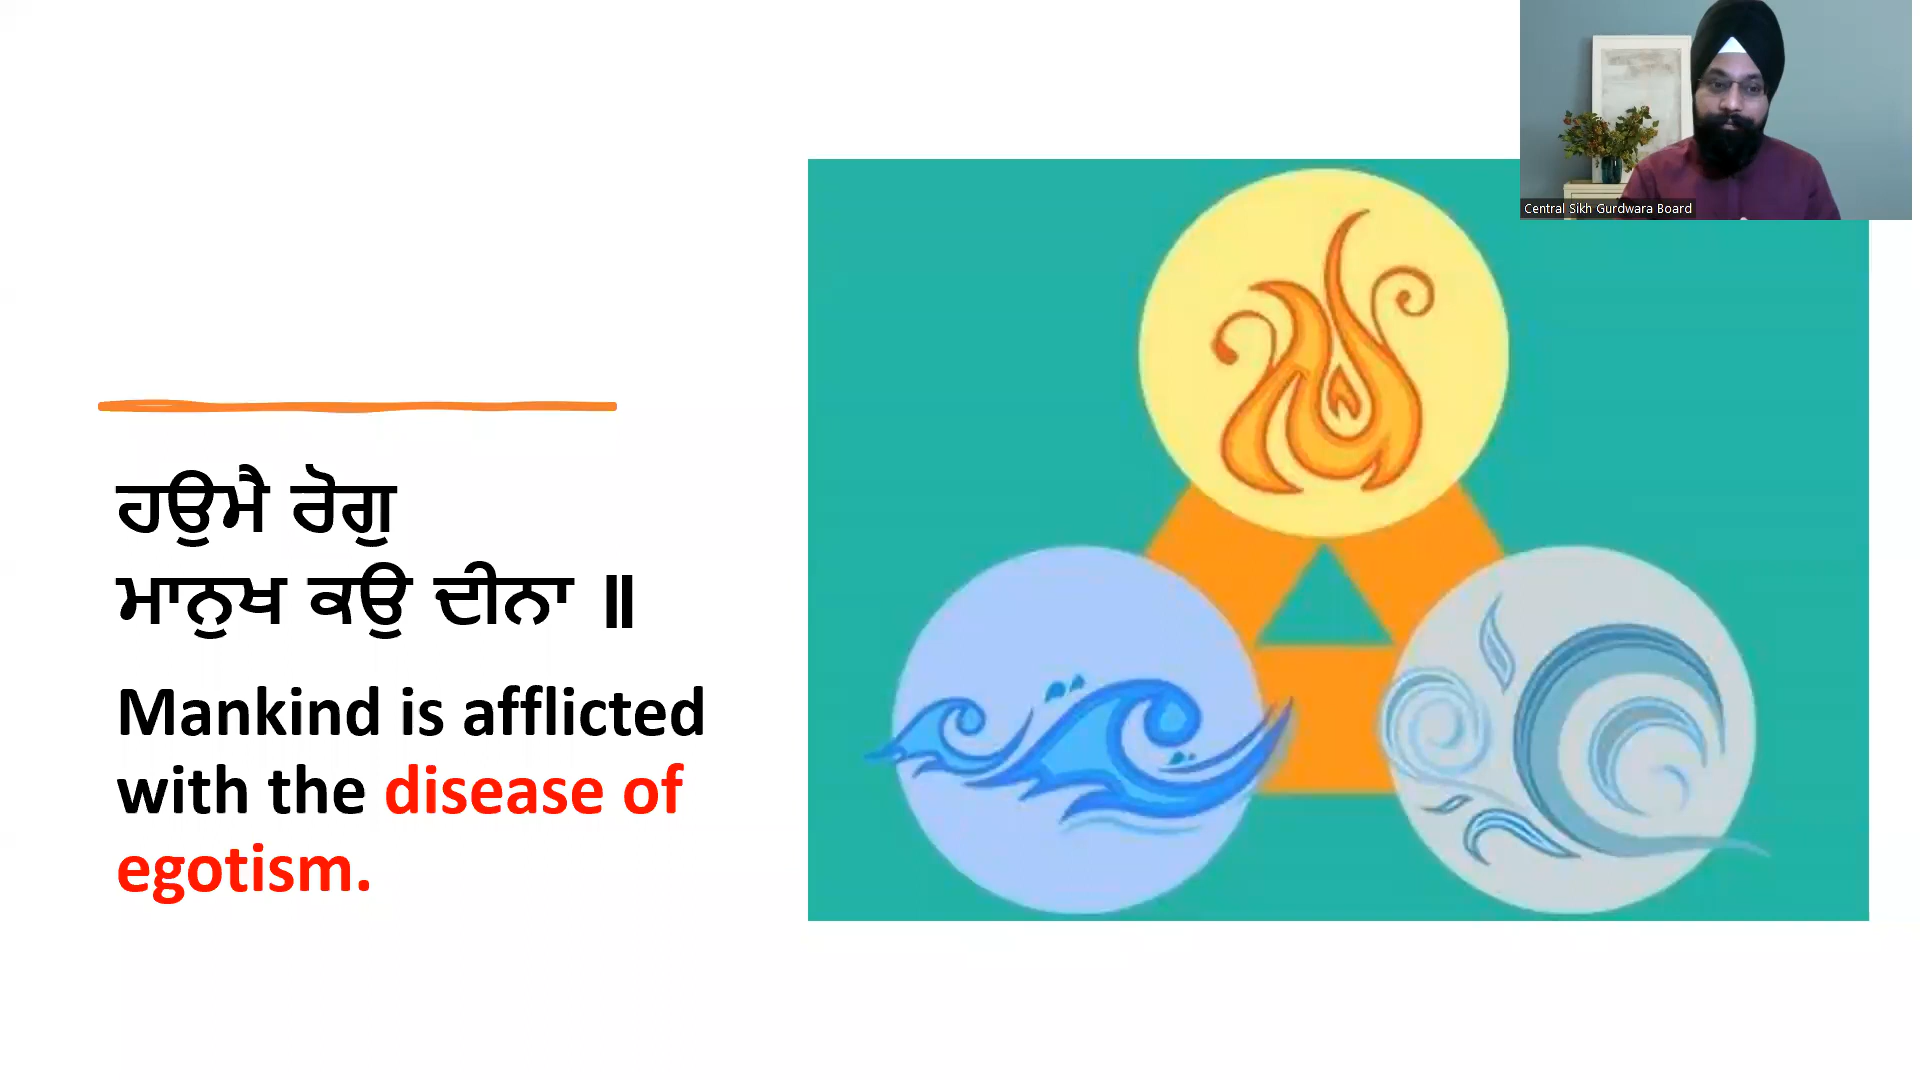 Central Sikh Gurdwara Board
ਹਉਮੈ ਰੋਗੁ
ਮਾਨੁਖ ਕਉ ਦੀਨਾ ॥
Mankind is afflicted
with the disease of
egotism.